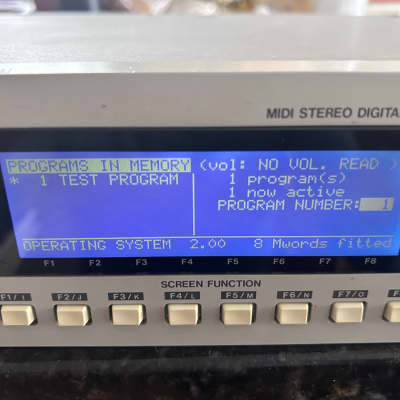 MIDI STEREO DIGITA
PROGRAMS IN MEMORY (vol: NO VOL. READ )
* 1 TEST PROGRAM
1 program(s)
1 now active
PROGRAM NUMBER: 1
OPERATING SYSTEM 2.00 8 Mwords fitted
F1 F2 F3 F4 F5 F6 F7 F8
SCREEN FUNCTION
F1/I F2/J F3/K F4/L F5/M F6/N F7/O